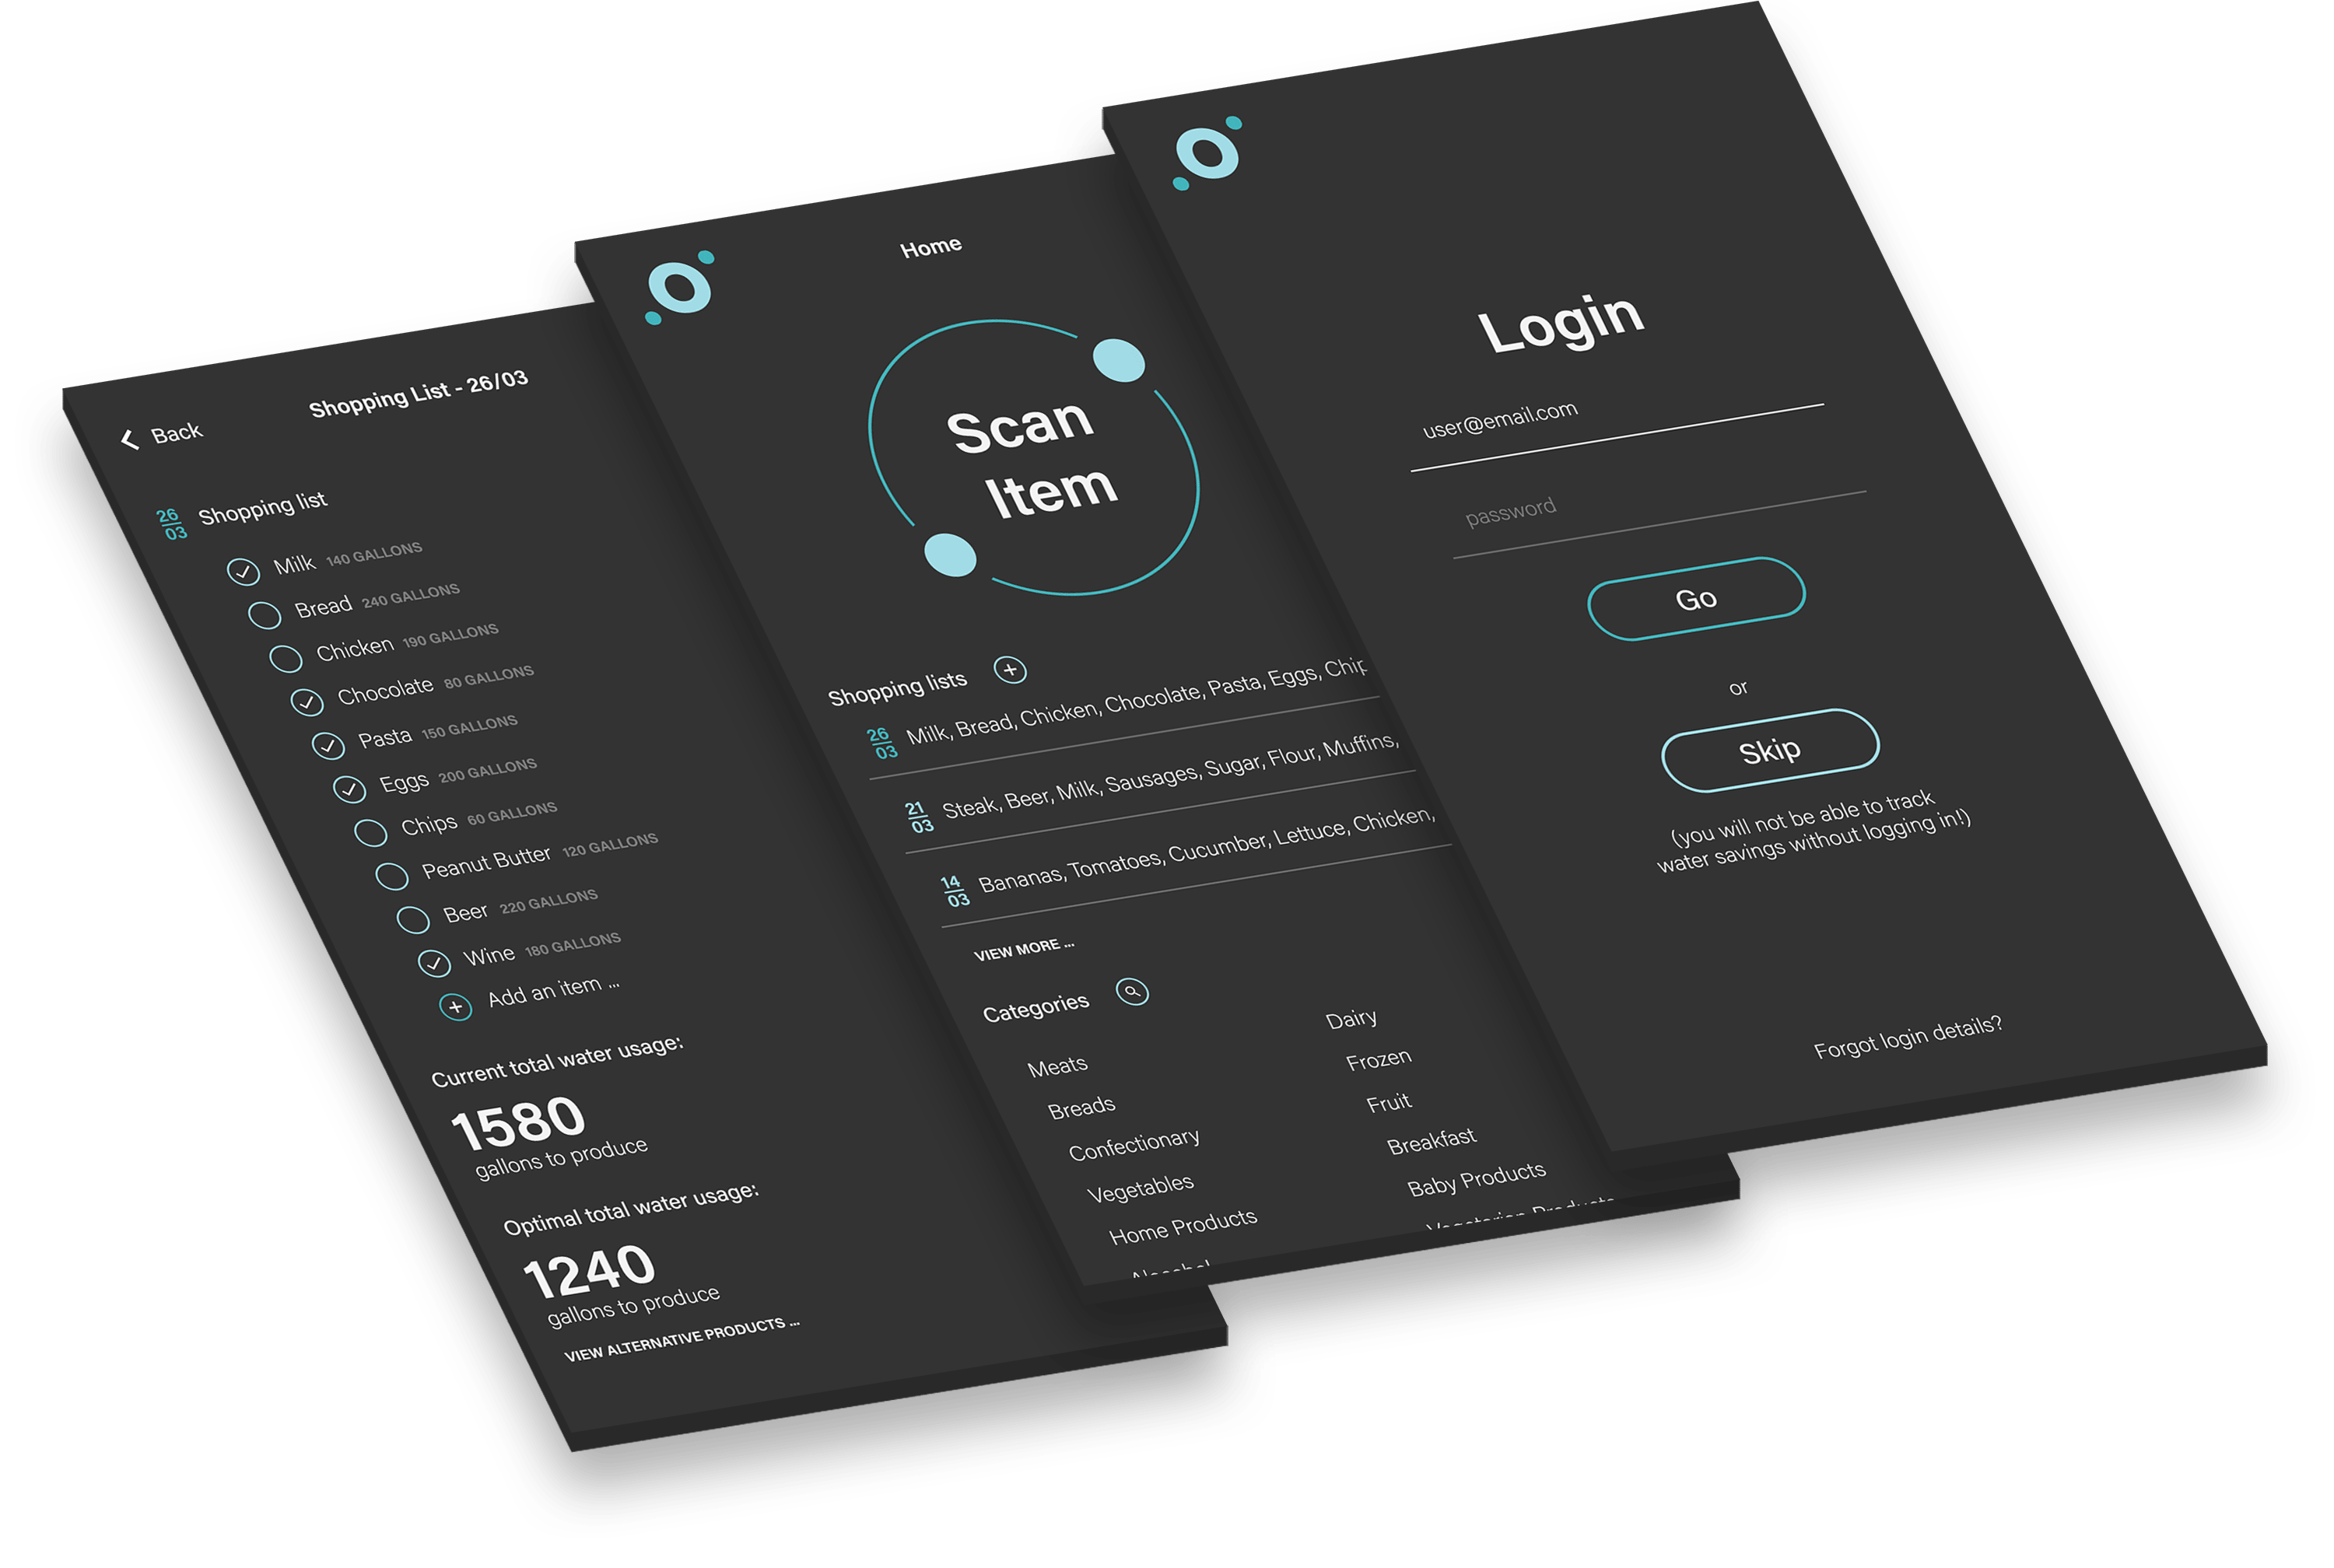 Back
Shopping List - 26/03
26
03
Shopping list
Milk 140 GALLONS
Bread 240 GALLONS
Chicken 190 GALLONS
Chocolate 80 GALLONS
Pasta 150 GALLONS
Eggs 200 GALLONS
Chips 60 GALLONS
Peanut Butter 120 GALLONS
Beer 220 GALLONS
Wine 180 GALLONS
Add an item ...
Current total water usage:
1580
gallons to produce
Optimal total water usage:
1240
gallons to produce
VIEW ALTERNATIVE PRODUCTS ...
Home
Scan
Item
Shopping lists
26
03
Milk, Bread, Chicken, Chocolate, Pasta, Eggs, Chip
21
03
Steak, Beer, Milk, Sausages, Sugar, Flour, Muffins,
14
03
Bananas, Tomatoes, Cucumber, Lettuce, Chicken,
VIEW MORE ...
Categories
Meats
Breads
Confectionary
Vegetables
Home Products
Alcohol
Dairy
Frozen
Fruit
Breakfast
Baby Products
Vegetarian Products
Login
user@email.com
password
Go
or
Skip
(you will not be able to track
water savings without logging in!)
Forgot login details?